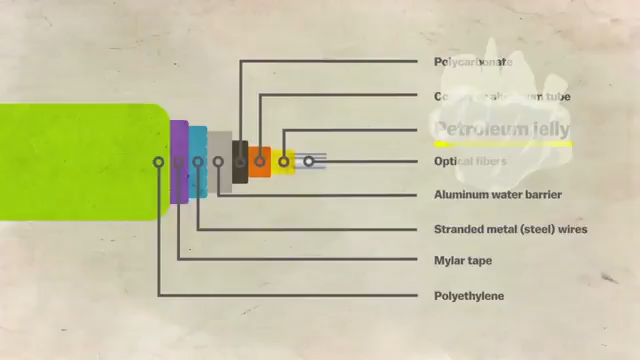 Polycarbonate
tube
Petroleum jelly
Optical fibers
Aluminum water barrier
Stranded metal (steel) wires
Mylar tape
Polyethylene